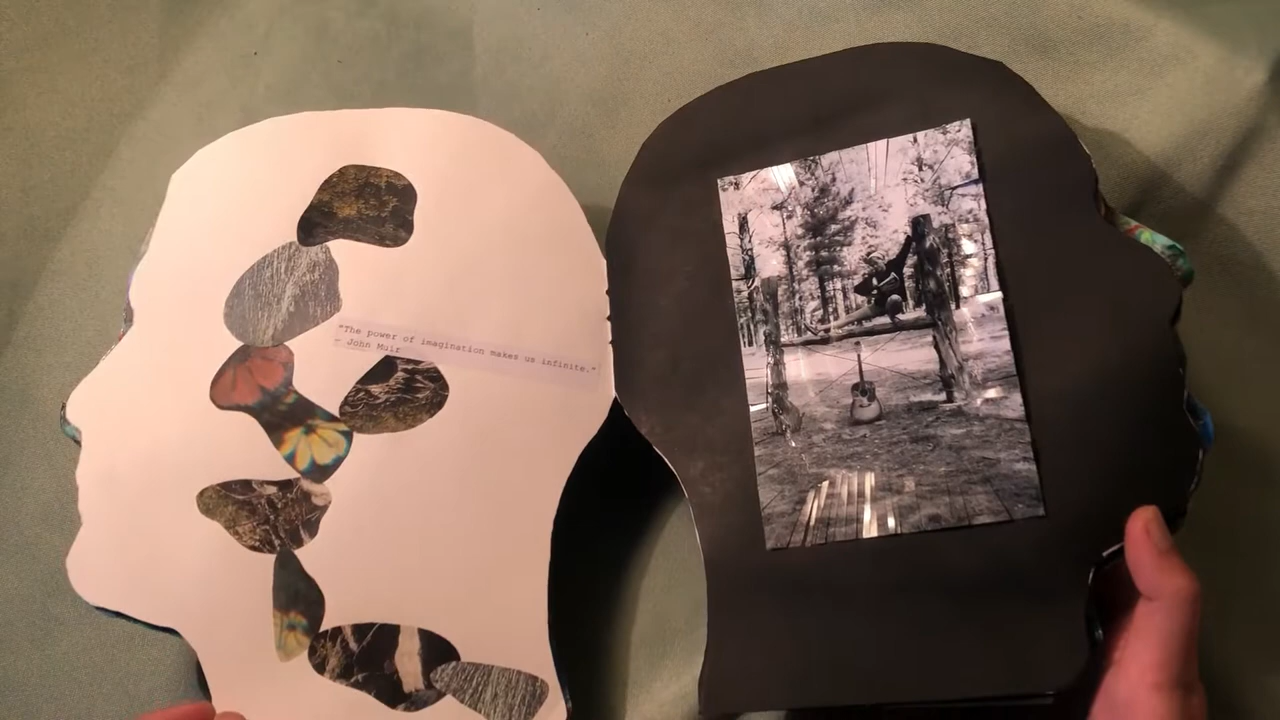 "The power of imagination makes us infinite."
- John Muir